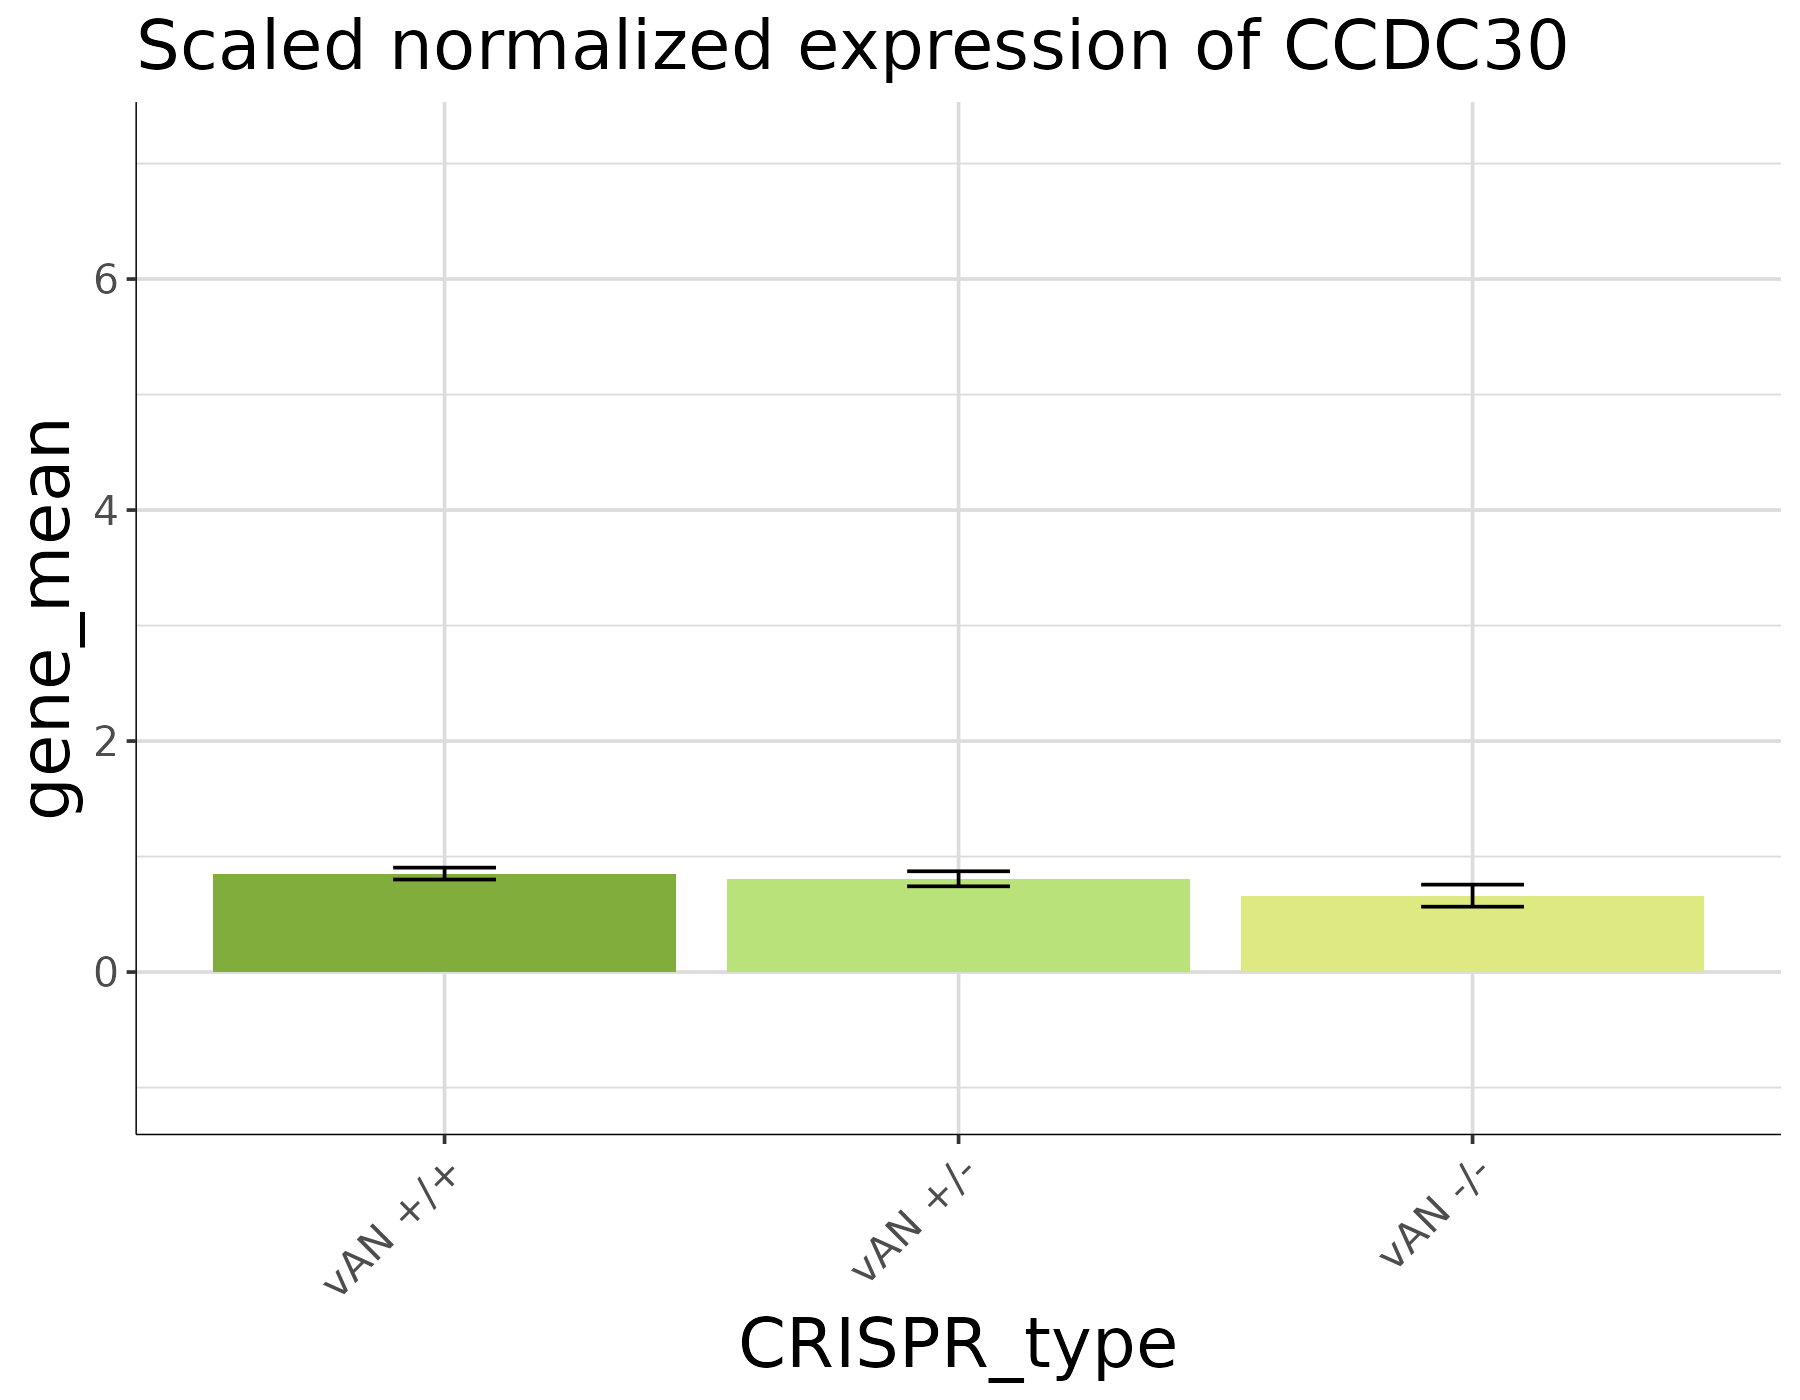 Scaled normalized expression of CCDC30
gene_mean
6
4
2
0
vAN +/+
vAN +/-
vAN -/-
CRISPR_type